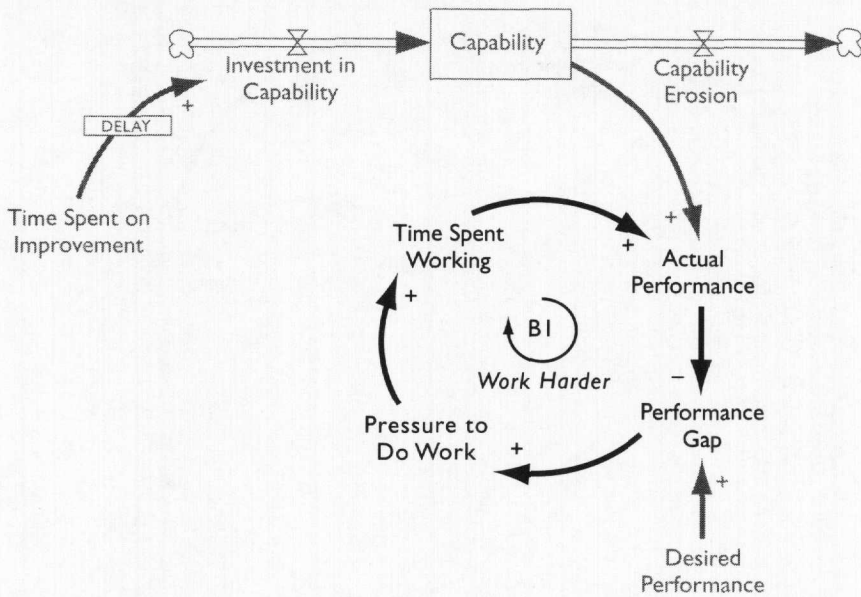 Investment in
Capability
Capability
Capability
Erosion
+
DELAY
Time Spent on
Improvement
Time Spent
Working
+
+
+
Actual
Performance
+
B1
Work Harder
−
Pressure to
Do Work
+
Performance
Gap
+
Desired
Performance